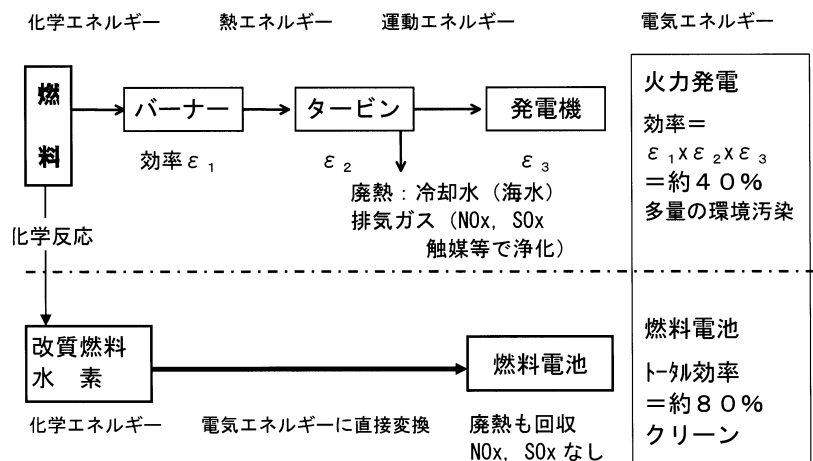 化学エネルギー 熱エネルギー 運動エネルギー 電気エネルギー
燃料
バーナー
タービン
発電機
効率ε₁
ε₂
ε₃
廃熱：冷却水（海水）
排気ガス（NOx, SOx
触媒等で浄化）
火力発電
効率＝
ε₁xε₂xε₃
＝約４０％
多量の環境汚染
化学反応
改質燃料
水 素
燃料電池
化学エネルギー
電気エネルギーに直接変換
廃熱も回収
NOx, SOx なし
燃料電池
ﾄｰﾀﾙ効率
＝約８０％
クリーン